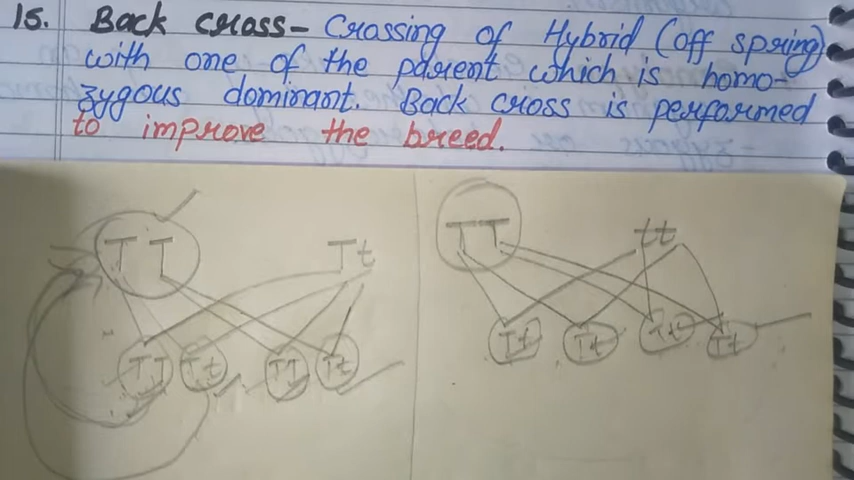 15. Back cross- Crossing of Hybrid (off spring)
with one of the parent which is homo-
zygous dominant. Back cross is performed
to improve the breed.
TT Tt
TT tt
TT Tt TT Tt
Tt Tt Tt Tt